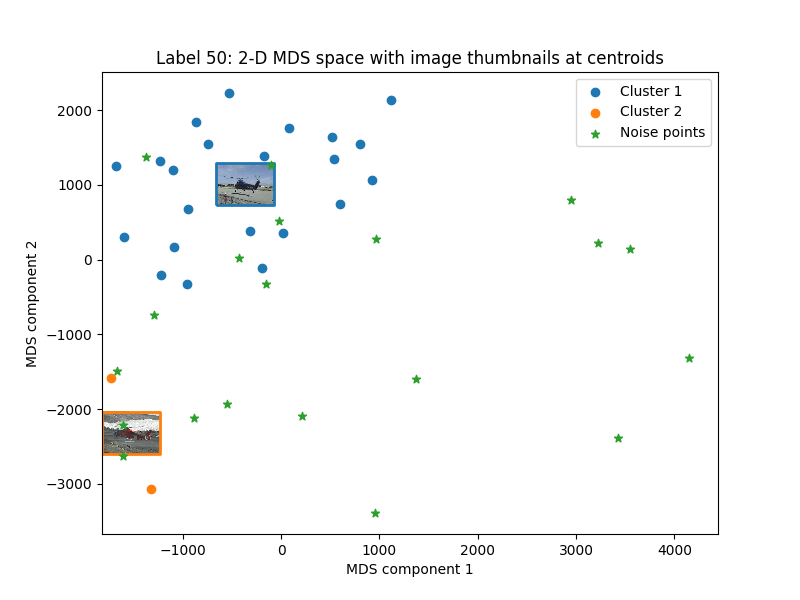 Label 50: 2-D MDS space with image thumbnails at centroids
Cluster 1
Cluster 2
Noise points
MDS component 2
2000
1000
0
−1000
−2000
−3000
−1000
0
1000
2000
3000
4000
MDS component 1